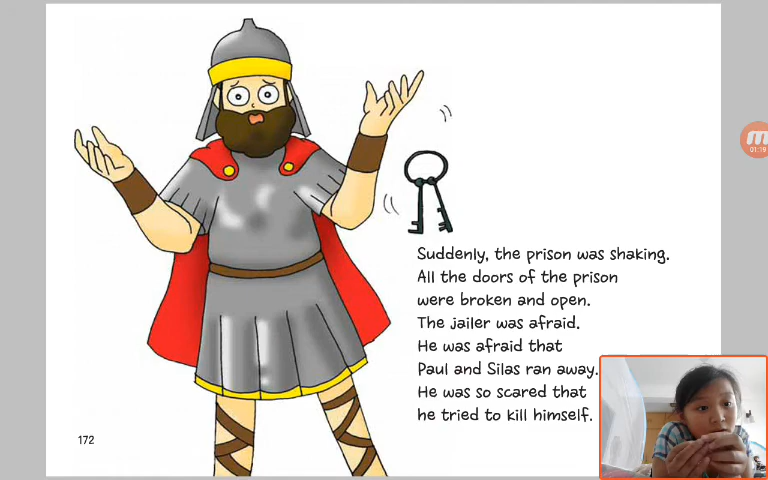 Suddenly, the prison was shaking.
All the doors of the prison
were broken and open.
The jailer was afraid.
He was afraid that
Paul and Silas ran away.
He was so scared that
he tried to kill himself.
172
01:19